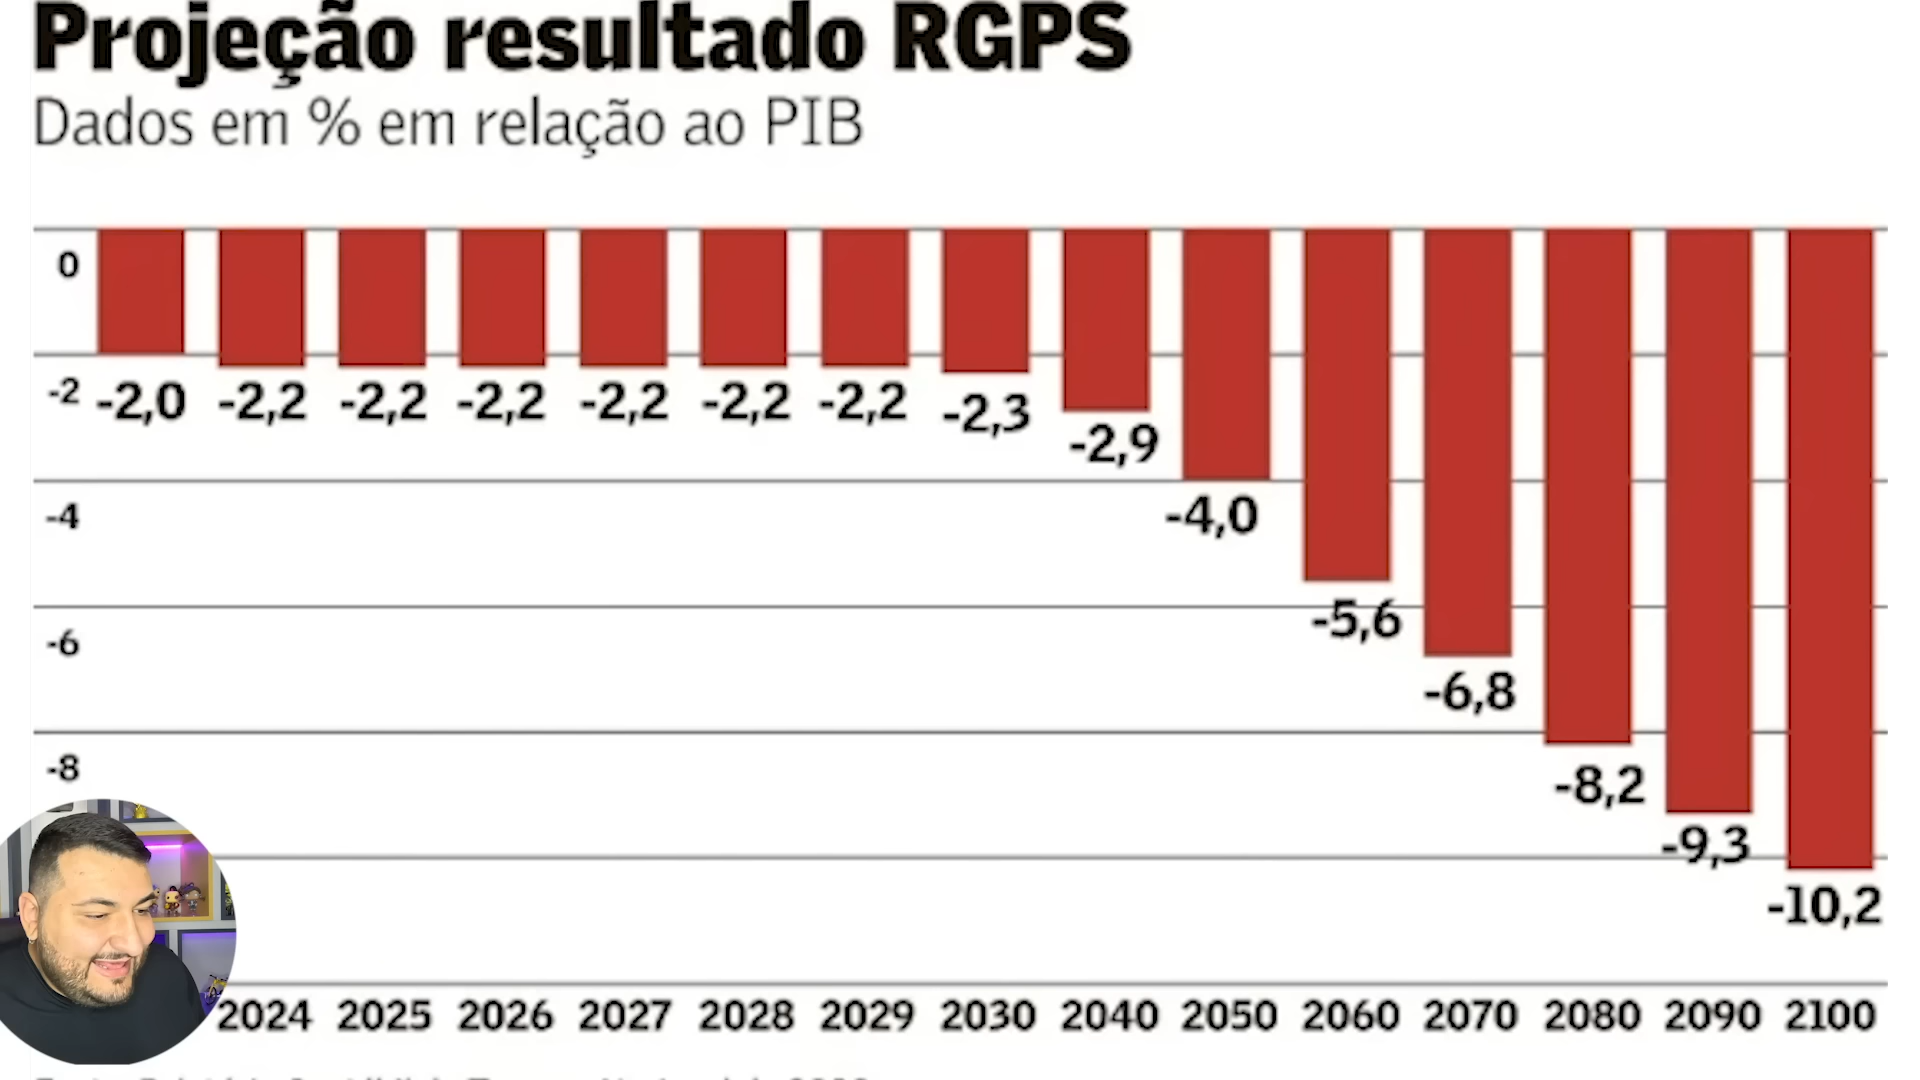 Projeção resultado RGPS
Dados em % em relação ao PIB
0
-2
-2,0 -2,2 -2,2 -2,2 -2,2 -2,2 -2,2 -2,3 -2,9
-4
-4,0
-5,6
-6
-6,8
-8
-8,2
-9,3
-10,2
2024 2025 2026 2027 2028 2029 2030 2040 2050 2060 2070 2080 2090 2100